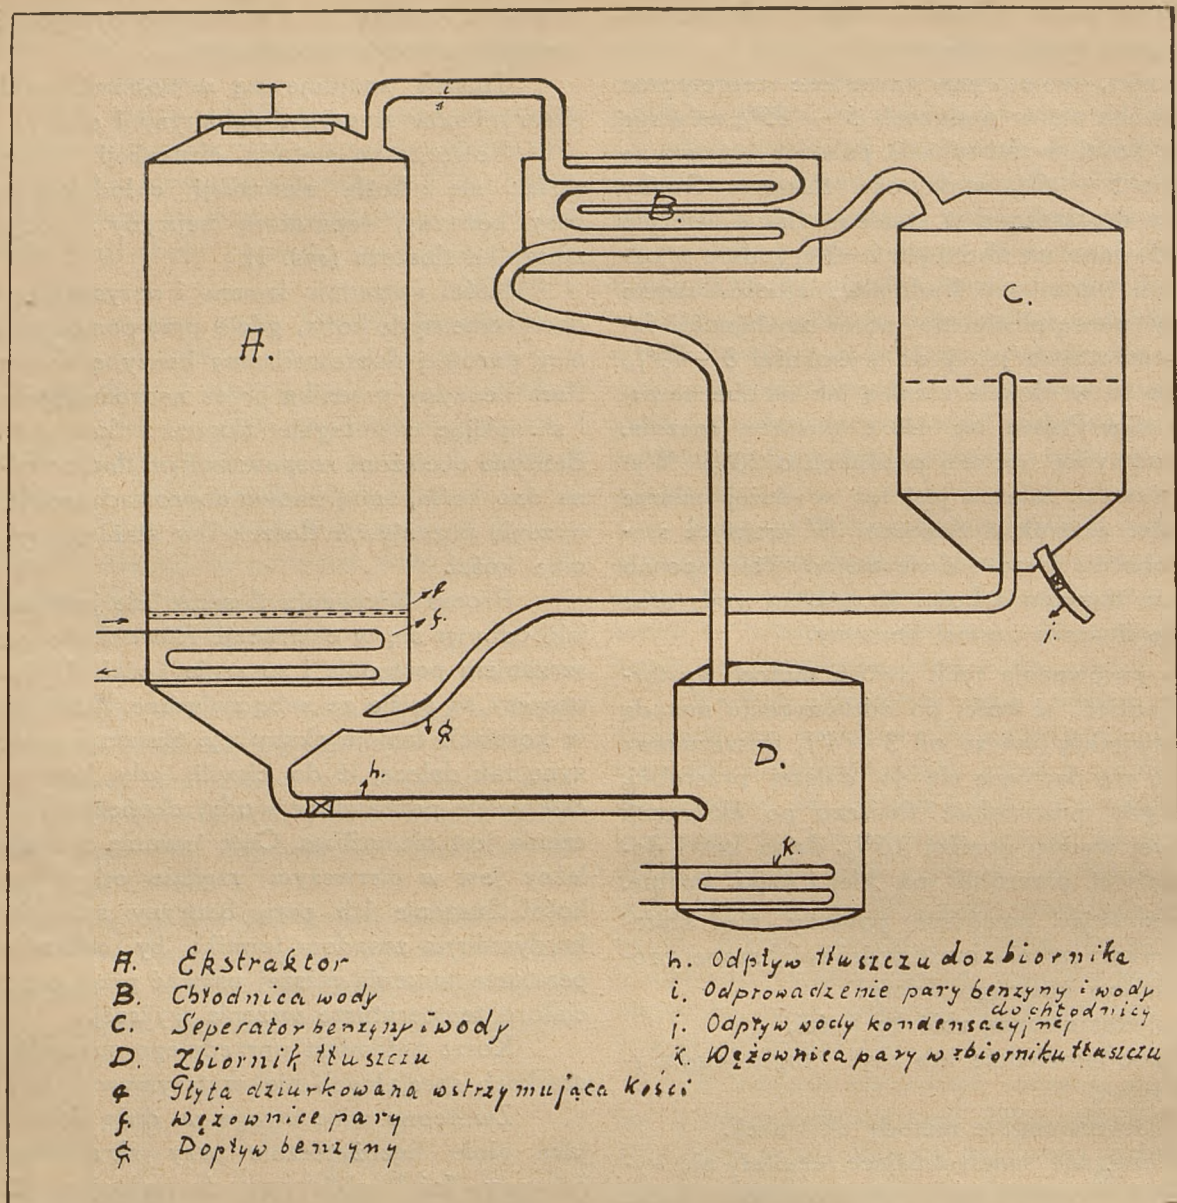 i
B.
C.
A.
f.
j.
h.
D.
k.
A. Ekstraktor
B. Chłodnica wody
C. Seperator benzyny i wody
D. Zbiornik tłuszczu
Płyta dziurkowana wstrzymująca kości
f. Wężownice pary
Dopływ benzyny
h. Odpływ tłuszczu do zbiornika
i. Odprowadzenie pary benzyny i wody
do chłodnicy
j. Odpływ wody kondensacyjnej
k. Wężownica pary w zbiorniku tłuszczu